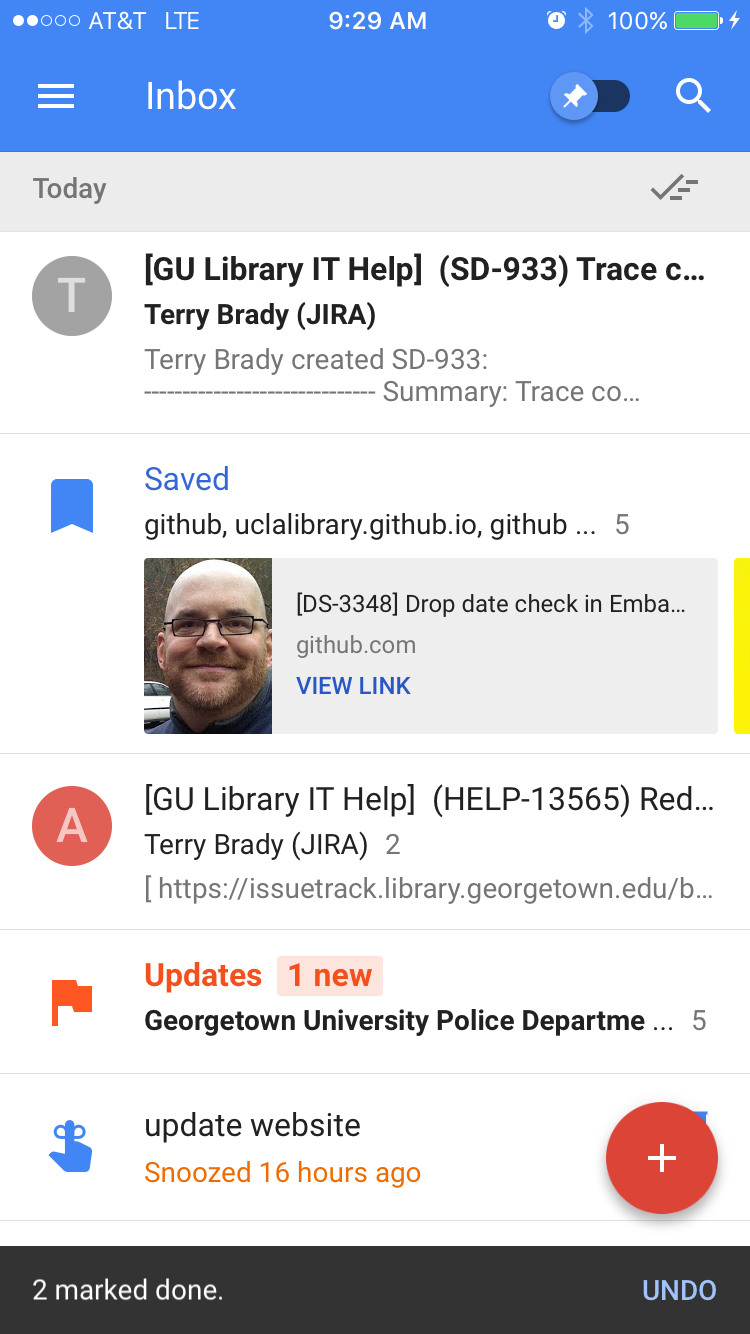 AT&T LTE 9:29 AM 100%
Inbox
Today
T
[GU Library IT Help] (SD-933) Trace c...
Terry Brady (JIRA)
Terry Brady created SD-933:
------------------------------ Summary: Trace co...
Saved
github, uclalibrary.github.io, github ... 5
[DS-3348] Drop date check in Emba...
github.com
VIEW LINK
A
[GU Library IT Help] (HELP-13565) Red...
Terry Brady (JIRA) 2
[ https://issuetrack.library.georgetown.edu/b...
Updates 1 new
Georgetown University Police Departme ... 5
update website
Snoozed 16 hours ago
+
2 marked done. UNDO